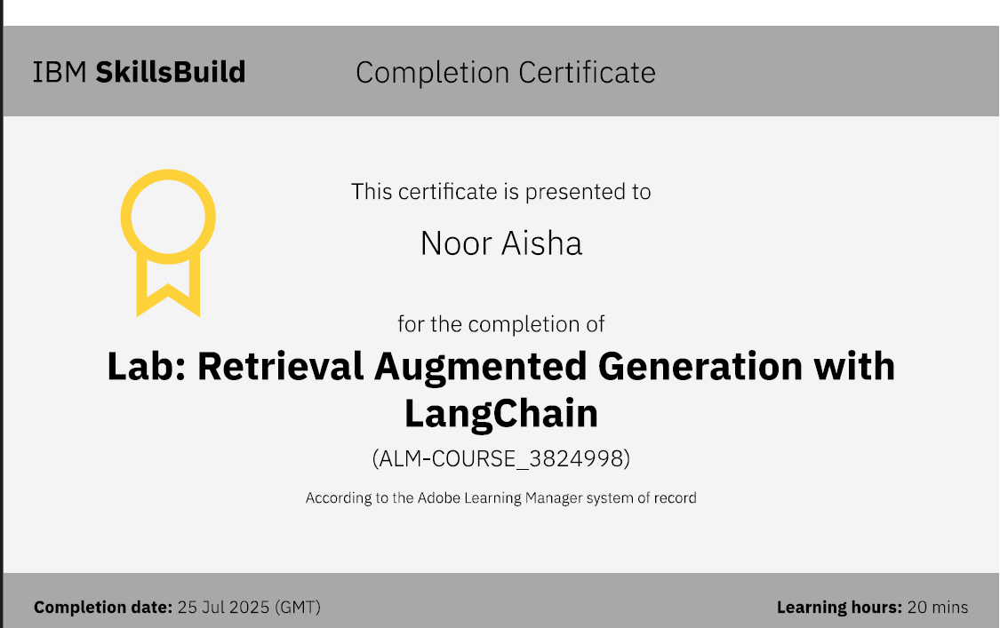 IBM SkillsBuild
Completion Certificate
This certificate is presented to
Noor Aisha
for the completion of
Lab: Retrieval Augmented Generation with
LangChain
(ALM-COURSE_3824998)
According to the Adobe Learning Manager system of record
Completion date: 25 Jul 2025 (GMT)
Learning hours: 20 mins